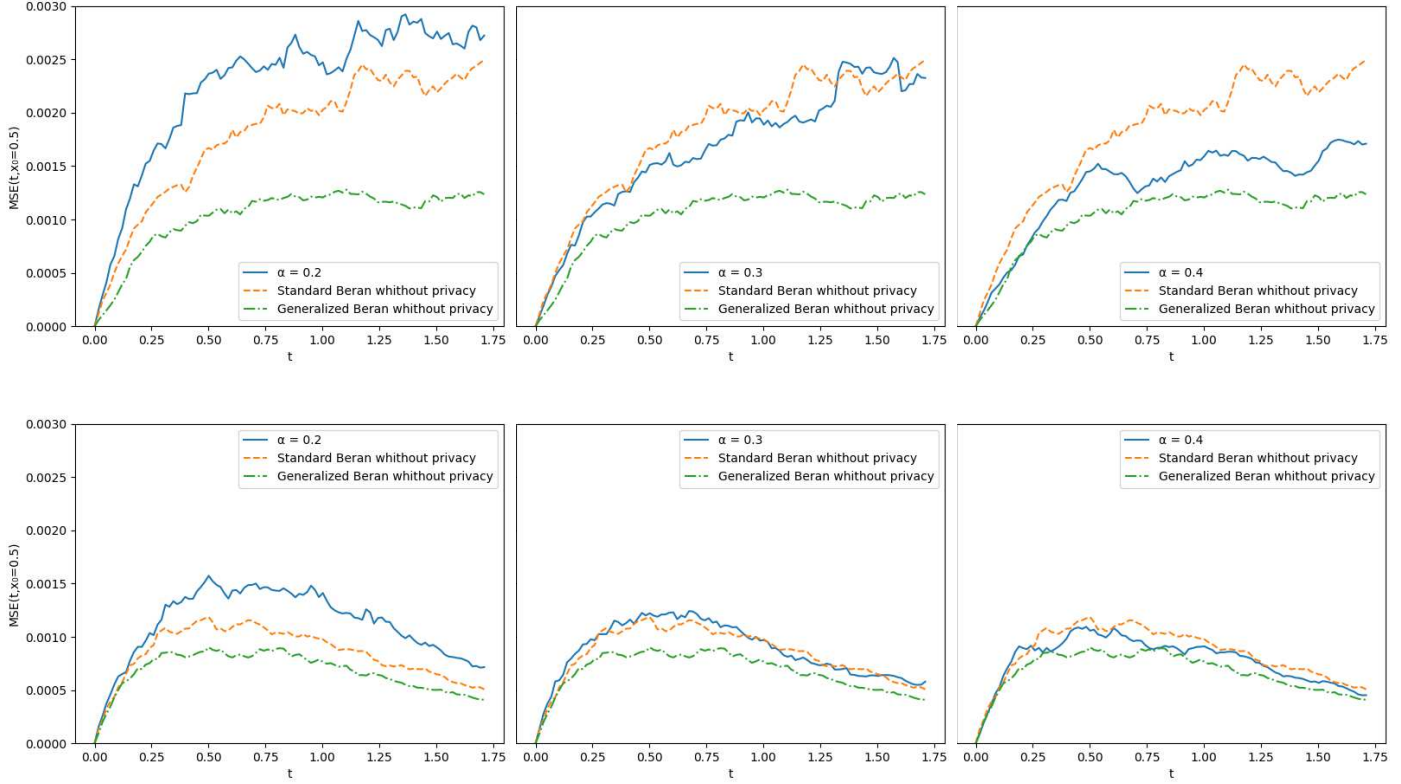 0.0030
0.0025
0.0020
0.0015
0.0010
0.0005
0.0000
MSE(t,x₀=0.5)
α = 0.2
Standard Beran whithout privacy
Generalized Beran whithout privacy
0.00 0.25 0.50 0.75 1.00 1.25 1.50 1.75
t
α = 0.3
Standard Beran whithout privacy
Generalized Beran whithout privacy
0.00 0.25 0.50 0.75 1.00 1.25 1.50 1.75
t
α = 0.4
Standard Beran whithout privacy
Generalized Beran whithout privacy
0.00 0.25 0.50 0.75 1.00 1.25 1.50 1.75
t
0.0030
0.0025
0.0020
0.0015
0.0010
0.0005
0.0000
MSE(t,x₀=0.5)
α = 0.2
Standard Beran whithout privacy
Generalized Beran whithout privacy
0.00 0.25 0.50 0.75 1.00 1.25 1.50 1.75
t
α = 0.3
Standard Beran whithout privacy
Generalized Beran whithout privacy
0.00 0.25 0.50 0.75 1.00 1.25 1.50 1.75
t
α = 0.4
Standard Beran whithout privacy
Generalized Beran whithout privacy
0.00 0.25 0.50 0.75 1.00 1.25 1.50 1.75
t